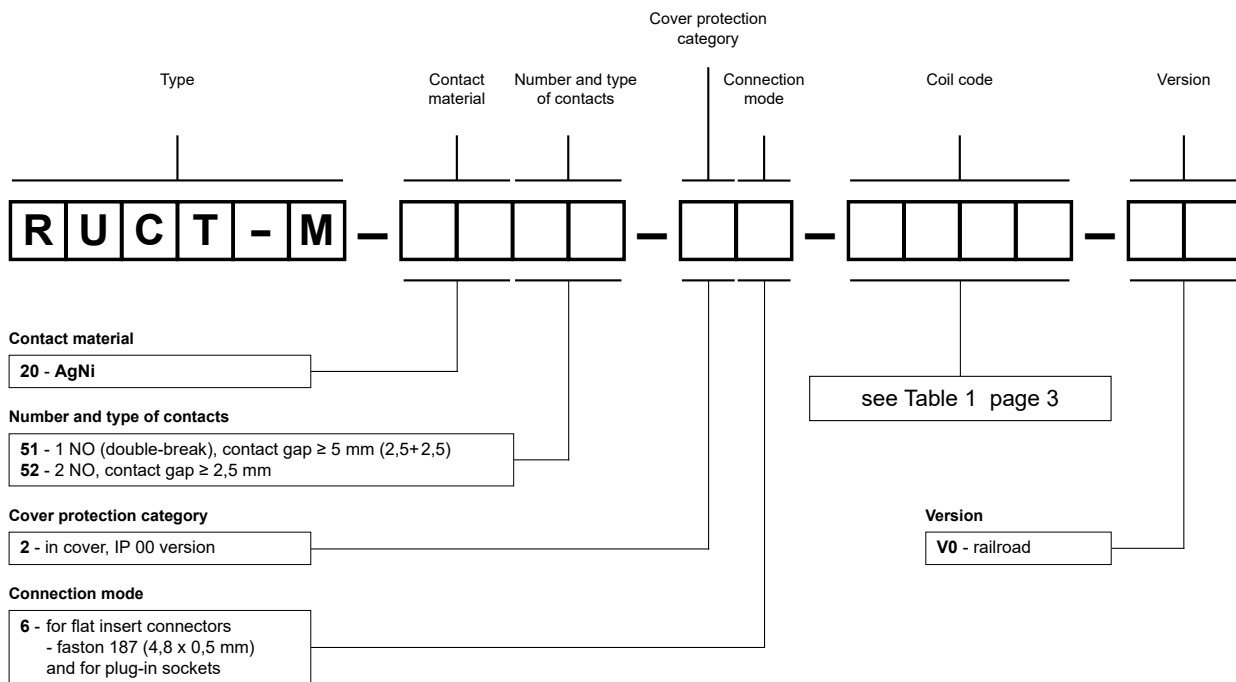 Cover protection
category
Type
Contact
material
Number and type
of contacts
Connection
mode
Coil code
Version
R U C T - M – – – –
Contact material
20 - AgNi
see Table 1 page 3
Number and type of contacts
51 - 1 NO (double-break), contact gap ≥ 5 mm (2,5+2,5)
52 - 2 NO, contact gap ≥ 2,5 mm
Cover protection category
2 - in cover, IP 00 version
Version
V0 - railroad
Connection mode
6 - for flat insert connectors
- faston 187 (4,8 x 0,5 mm)
and for plug-in sockets